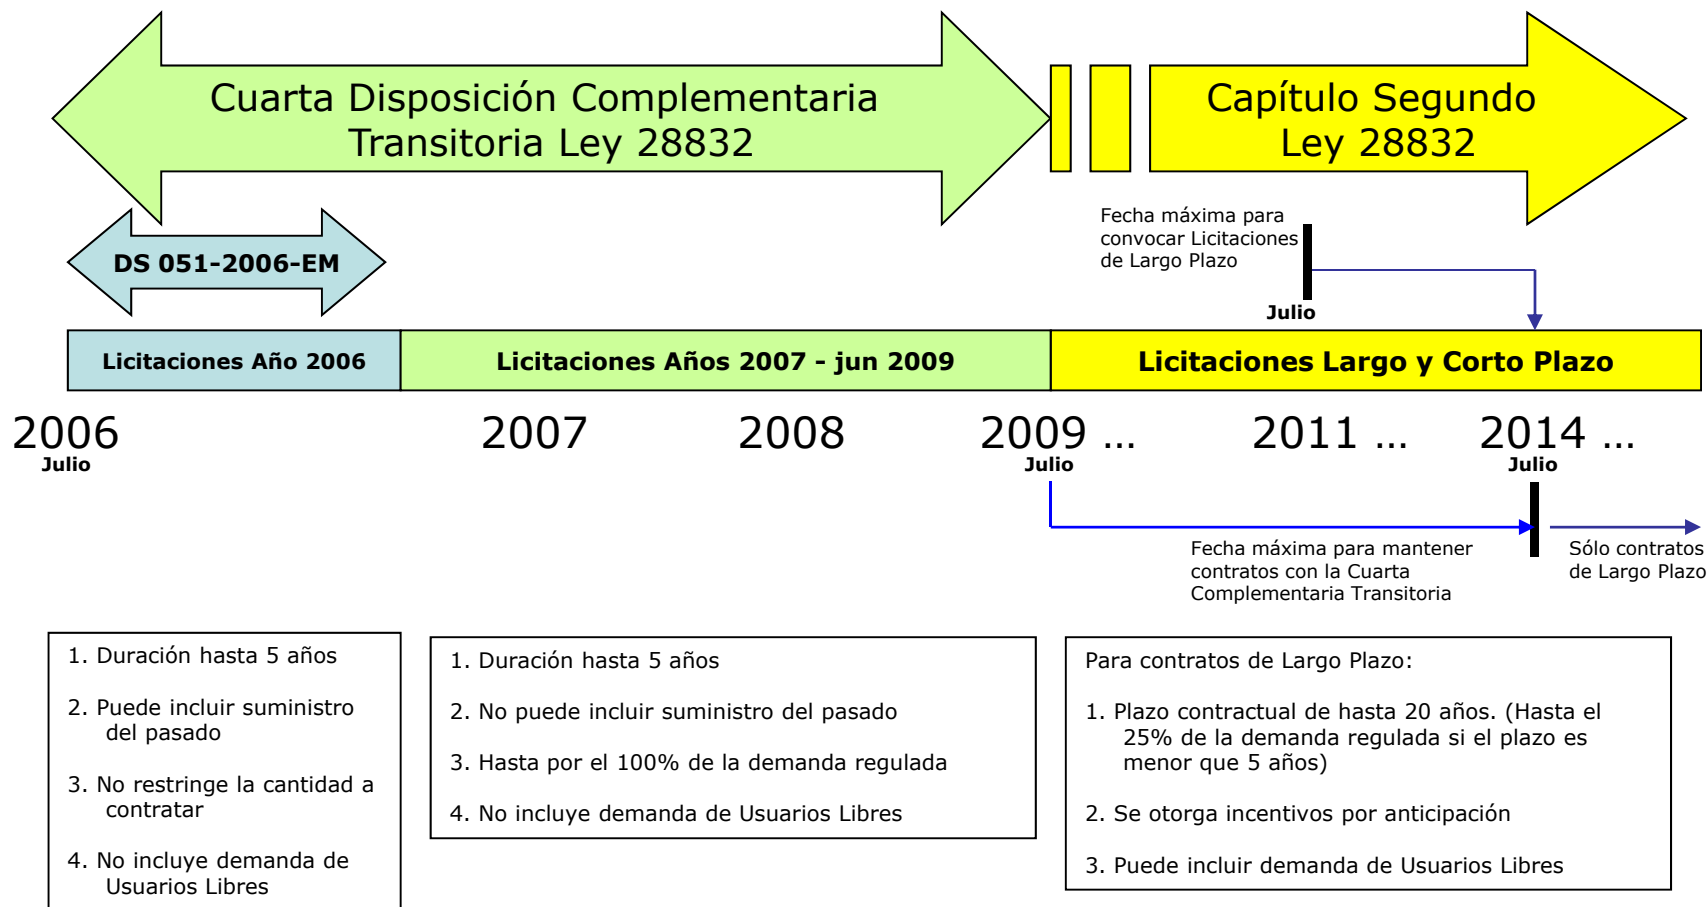 Cuarta Disposición Complementaria
Transitoria Ley 28832
Capítulo Segundo
Ley 28832
DS 051-2006-EM
Fecha máxima para
convocar Licitaciones
de Largo Plazo
Julio
Licitaciones Año 2006
Licitaciones Años 2007 - jun 2009
Licitaciones Largo y Corto Plazo
2006
Julio
2007
2008
2009 ...
Julio
2011 ...
2014 ...
Julio
Fecha máxima para mantener
contratos con la Cuarta
Complementaria Transitoria
Sólo contratos
de Largo Plazo
1. Duración hasta 5 años
2. Puede incluir suministro
del pasado
3. No restringe la cantidad a
contratar
4. No incluye demanda de
Usuarios Libres
1. Duración hasta 5 años
2. No puede incluir suministro del pasado
3. Hasta por el 100% de la demanda regulada
4. No incluye demanda de Usuarios Libres
Para contratos de Largo Plazo:
1. Plazo contractual de hasta 20 años. (Hasta el
25% de la demanda regulada si el plazo es
menor que 5 años)
2. Se otorga incentivos por anticipación
3. Puede incluir demanda de Usuarios Libres